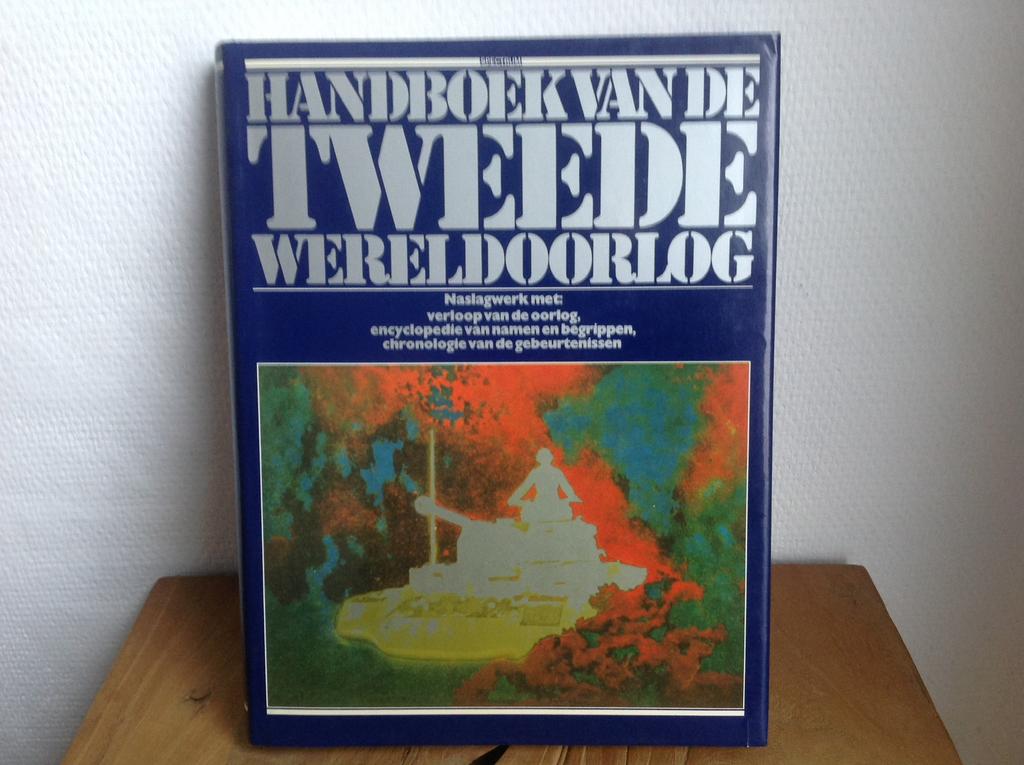 SPECTRUM
HANDBOEK VAN DE
TWEEDE
WERELDOORLOG
Naslagwerk met:
verloop van de oorlog,
encyclopedie van namen en begrippen,
chronologie van de gebeurtenissen